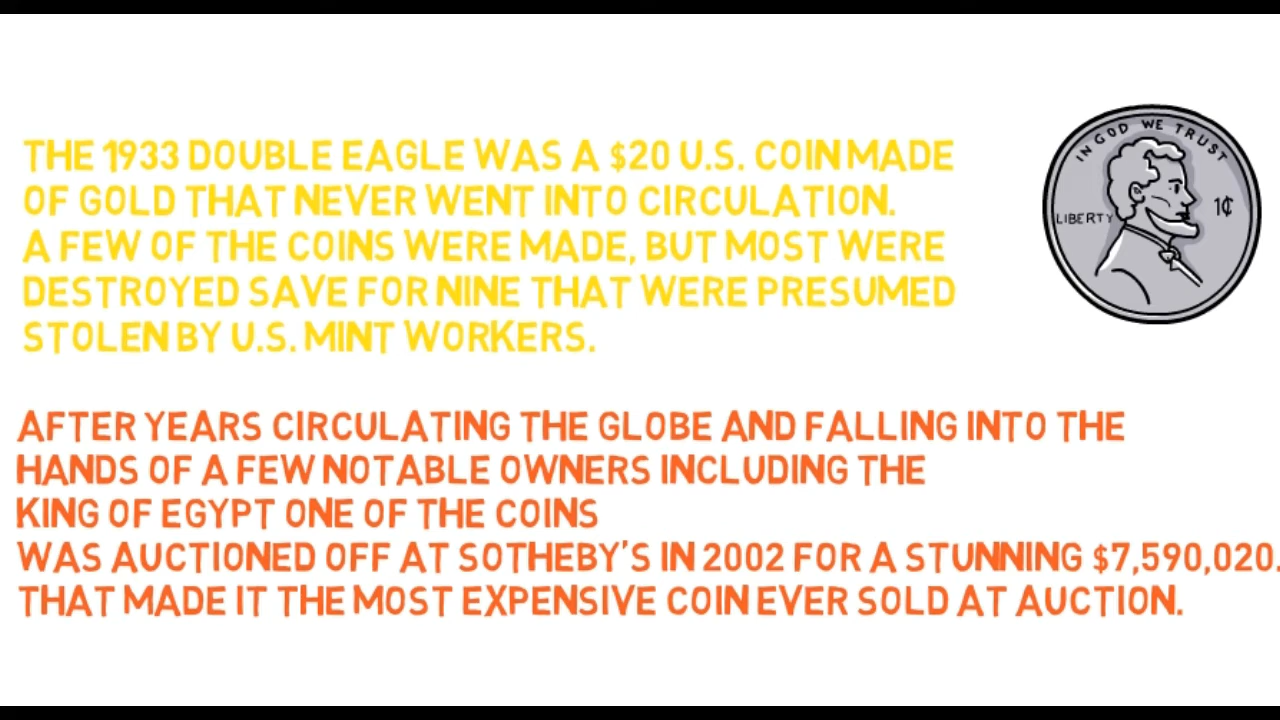 THE 1933 DOUBLE EAGLE WAS A $20 U.S. COIN MADE
OF GOLD THAT NEVER WENT INTO CIRCULATION.
A FEW OF THE COINS WERE MADE, BUT MOST WERE
DESTROYED SAVE FOR NINE THAT WERE PRESUMED
STOLEN BY U.S. MINT WORKERS.
IN GOD WE TRUST
LIBERTY
1¢
AFTER YEARS CIRCULATING THE GLOBE AND FALLING INTO THE
HANDS OF A FEW NOTABLE OWNERS INCLUDING THE
KING OF EGYPT ONE OF THE COINS
WAS AUCTIONED OFF AT SOTHEBY'S IN 2002 FOR A STUNNING $7,590,020.
THAT MADE IT THE MOST EXPENSIVE COIN EVER SOLD AT AUCTION.